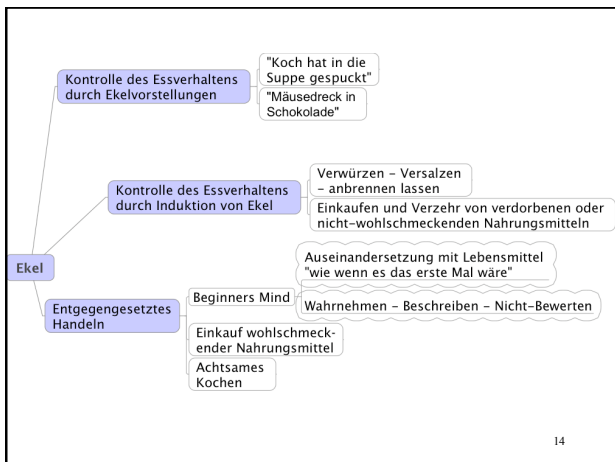 "Koch hat in die
Suppe gespuckt"
Kontrolle des Essverhaltens
durch Ekelvorstellungen
"Mäusedreck in
Schokolade"
Verwürzen – Versalzen
– anbrennen lassen
Kontrolle des Essverhaltens
durch Induktion von Ekel
Einkaufen und Verzehr von verdorbenen oder
nicht-wohlschmeckenden Nahrungsmitteln
Ekel
Auseinandersetzung mit Lebensmittel
"wie wenn es das erste Mal wäre"
Beginners Mind
Wahrnehmen – Beschreiben – Nicht-Bewerten
Entgegengesetztes
Handeln
Einkauf wohlschmeck-
ender Nahrungsmittel
Achtsames
Kochen
14